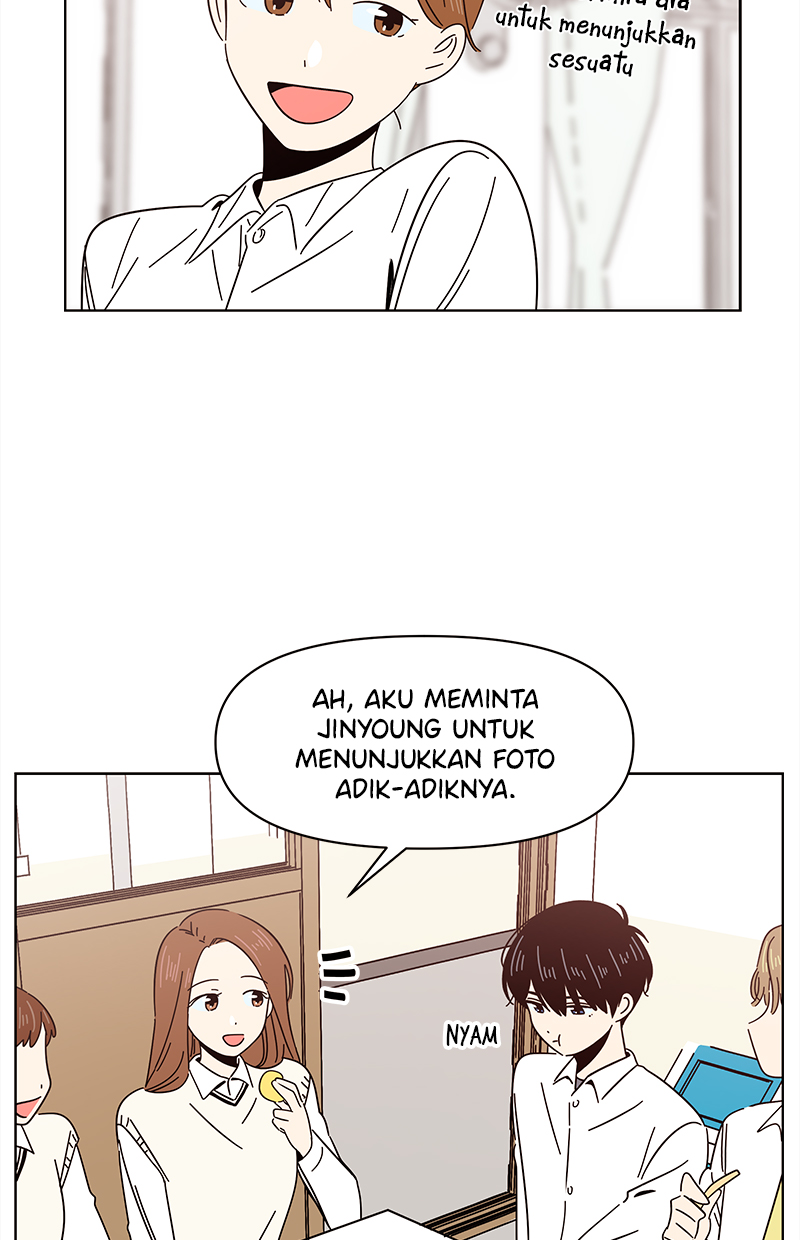 untuk menunjukkan
sesuatu
AH, AKU MEMINTA
JINYOUNG UNTUK
MENUNJUKKAN FOTO
ADIK-ADIKNYA.
NYAM